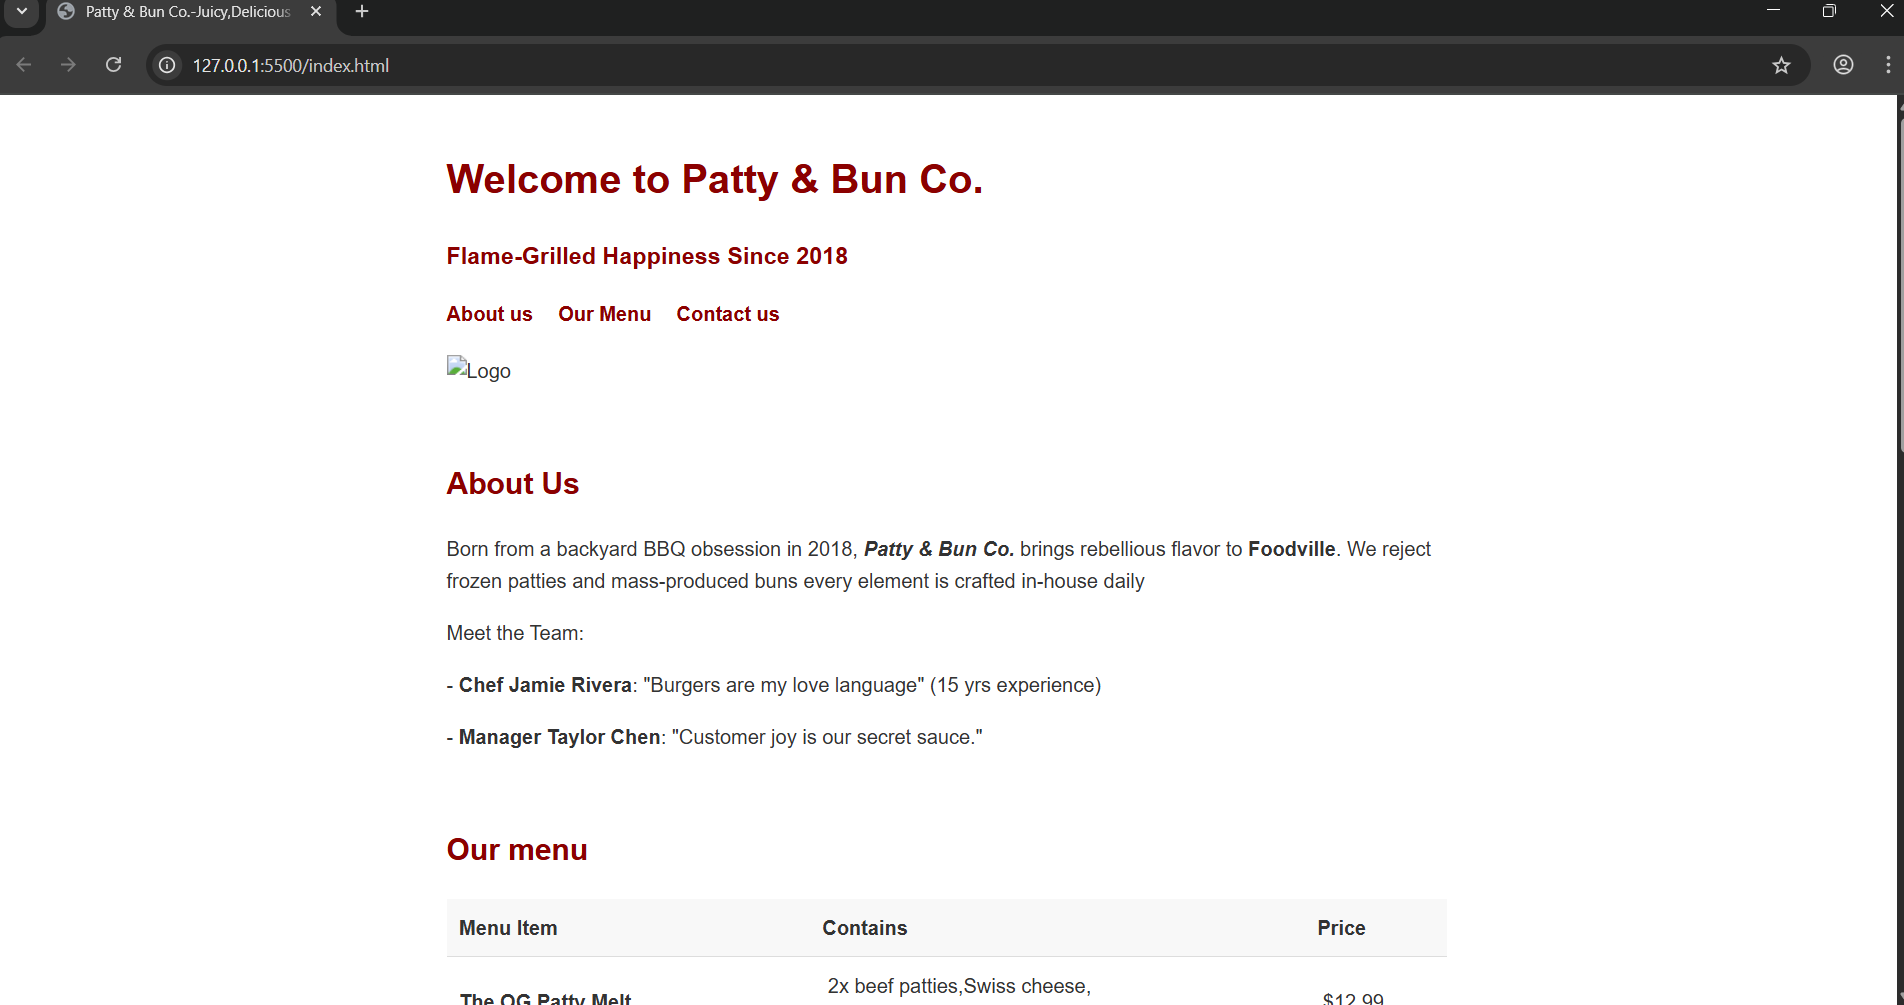 Patty & Bun Co.-Juicy,Delicious
127.0.0.1:5500/index.html
Welcome to Patty & Bun Co.
Flame-Grilled Happiness Since 2018
About us Our Menu Contact us
Logo
About Us
Born from a backyard BBQ obsession in 2018, Patty & Bun Co. brings rebellious flavor to Foodville. We reject
frozen patties and mass-produced buns every element is crafted in-house daily
Meet the Team:
- Chef Jamie Rivera: "Burgers are my love language" (15 yrs experience)
- Manager Taylor Chen: "Customer joy is our secret sauce."
Our menu
Menu Item Contains Price
2x beef patties,Swiss cheese,
The OG Patty Melt $12.99